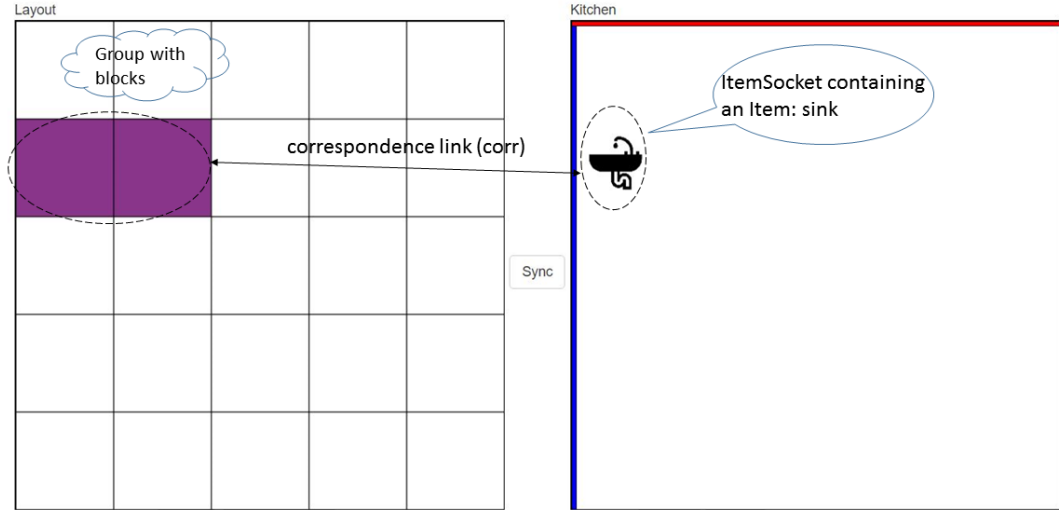 Layout
Kitchen
Group with
blocks
ItemSocket containing
an Item: sink
correspondence link (corr)
Sync